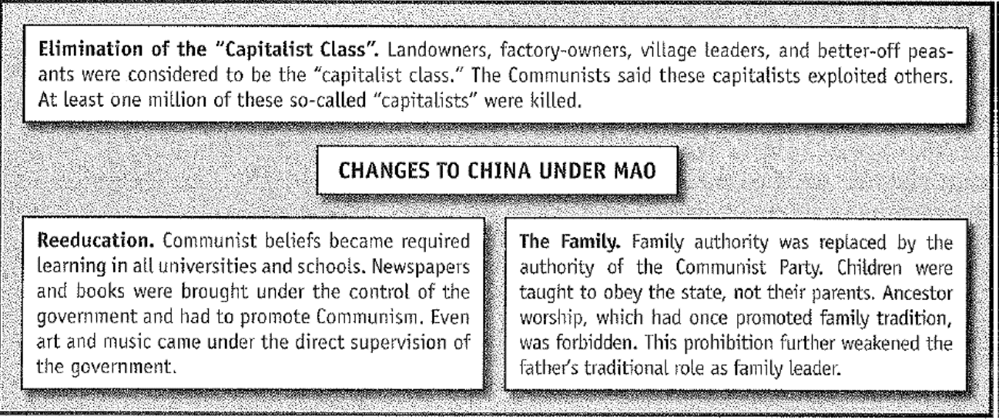 Elimination of the "Capitalist Class". Landowners, factory-owners, village leaders, and better-off peas-
ants were considered to be the "capitalist class." The Communists said these capitalists exploited others.
At least one million of these so-called "capitalists" were killed.
CHANGES TO CHINA UNDER MAO
Reeducation. Communist beliefs became required
learning in all universities and schools. Newspapers
and books were brought under the control of the
government and had to promote Communism. Even
art and music came under the direct supervision of
the government.
The Family. Family authority was replaced by the
authority of the Communist Party. Children were
taught to obey the state, not their parents. Ancestor
worship, which had once promoted family tradition,
was forbidden. This prohibition further weakened the
father's traditional role as family leader.